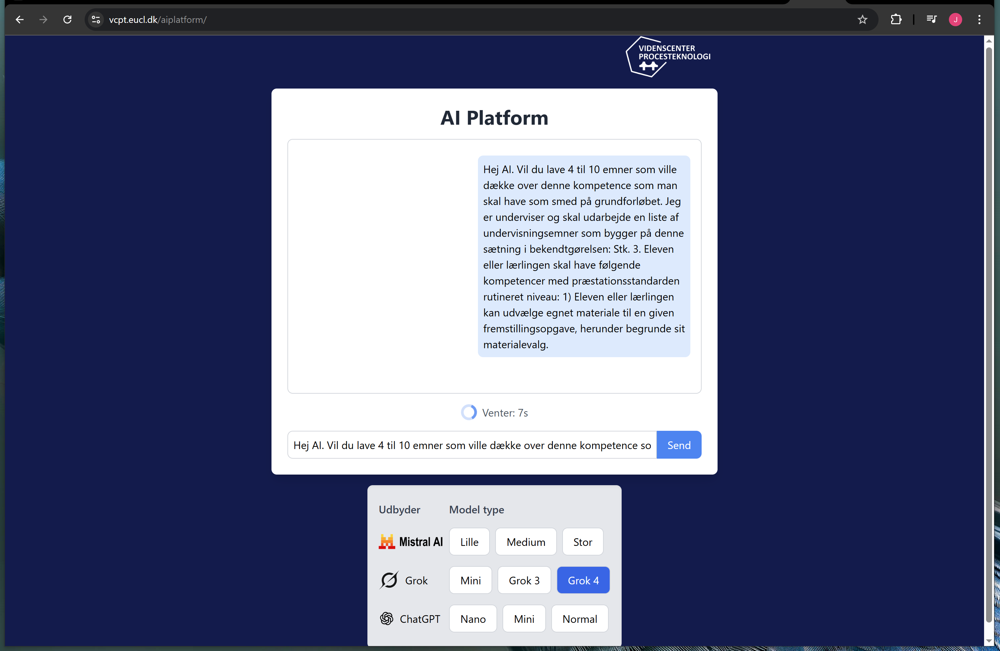 vcpt.eucl.dk/aiplatform/
J
VIDENSCENTER
PROCESTEKNOLOGI
AI Platform
Hej AI. Vil du lave 4 til 10 emner som ville
dække over denne kompetence som man
skal have som smed på grundforløbet. Jeg
er underviser og skal udarbejde en liste af
undervisningsemner som bygger på denne
sætning i bekendtgørelsen: Stk. 3. Eleven
eller lærlingen skal have følgende
kompetencer med præstationsstandarden
rutineret niveau: 1) Eleven eller lærlingen
kan udvælge egnet materiale til en given
fremstillingsopgave, herunder begrunde sit
materialevalg.
Venter: 7s
Hej AI. Vil du lave 4 til 10 emner som ville dække over denne kompetence so
Send
Udbyder Model type
Mistral AI Lille Medium Stor
Grok Mini Grok 3 Grok 4
ChatGPT Nano Mini Normal